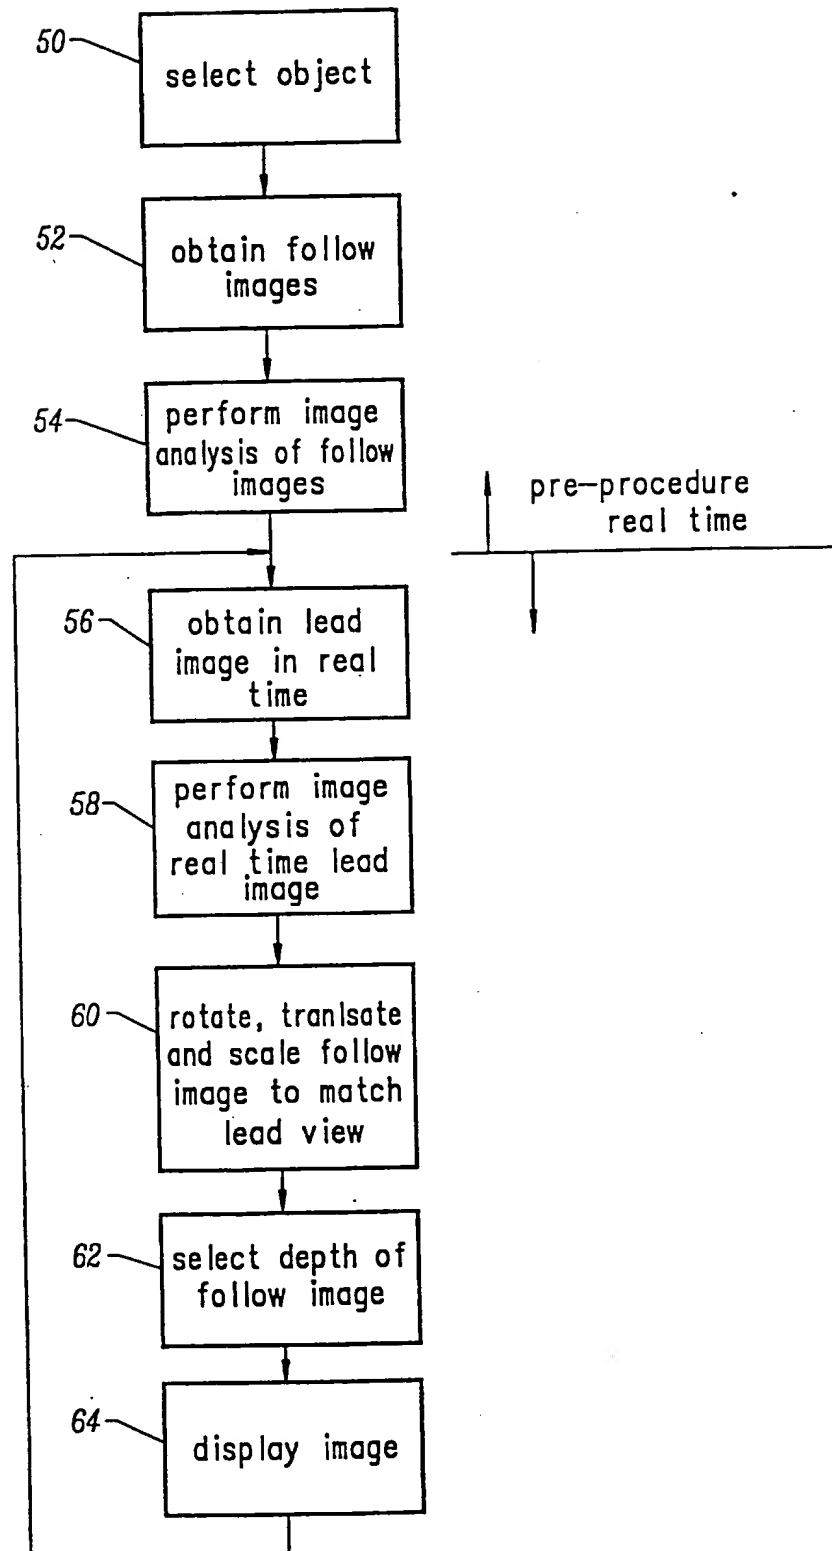 50
select object
52
obtain follow
images
54
perform image
analysis of follow
images
pre-procedure
real time
56
obtain lead
image in real
time
58
perform image
analysis of
real time lead
image
60
rotate, tranlsate
and scale follow
image to match
lead view
62
select depth of
follow image
64
display image